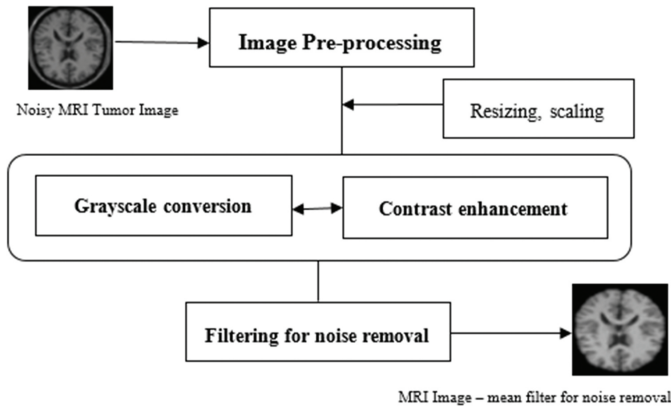 Image Pre-processing
Noisy MRI Tumor Image
Resizing, scaling
Grayscale conversion
Contrast enhancement
Filtering for noise removal
MRI Image – mean filter for noise removal